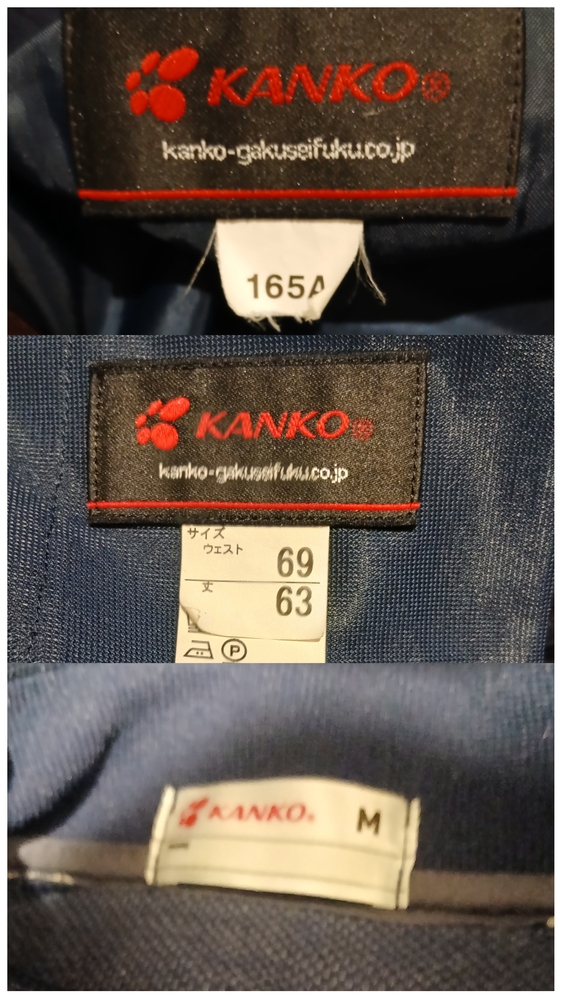 KANKO®
kanko-gakuseifuku.co.jp
165A
KANKO®
kanko-gakuseifuku.co.jp
サイズ
ウェスト
69
丈
63
P
KANKO®
M